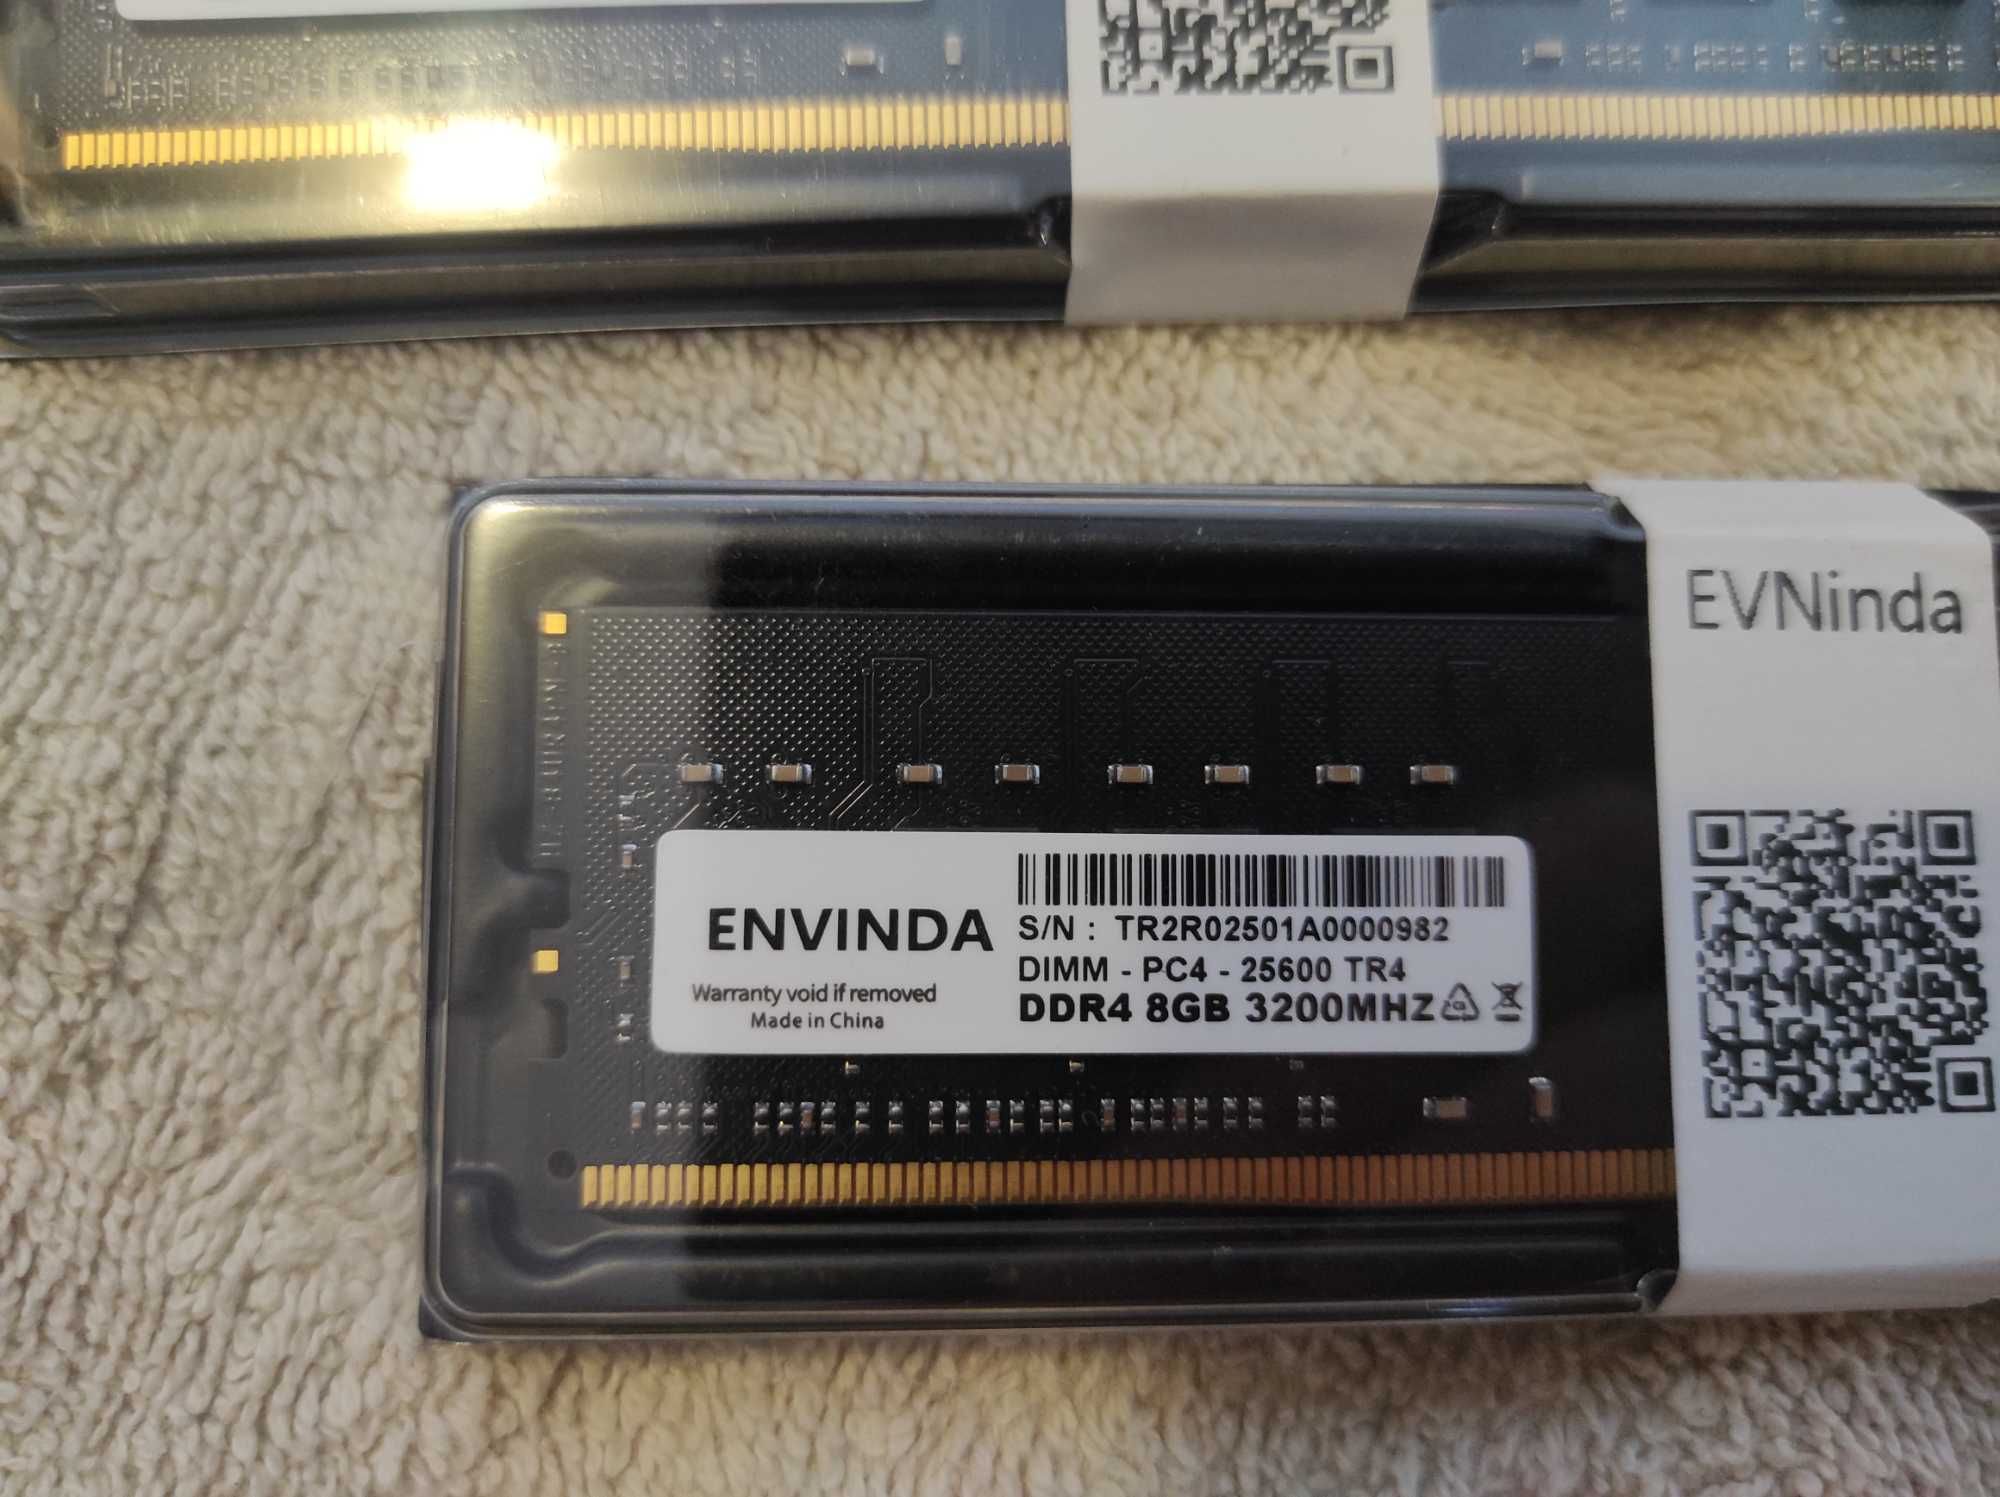 EVNinda
ENVINDA
Warranty void if removed
Made in China
S/N : TR2R02501A0000982
DIMM - PC4 - 25600 TR4
DDR4 8GB 3200MHZ